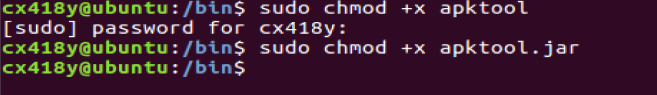 cx418y@ubuntu:/bin$ sudo chmod +x apktool
[sudo] password for cx418y:
cx418y@ubuntu:/bin$ sudo chmod +x apktool.jar
cx418y@ubuntu:/bin$